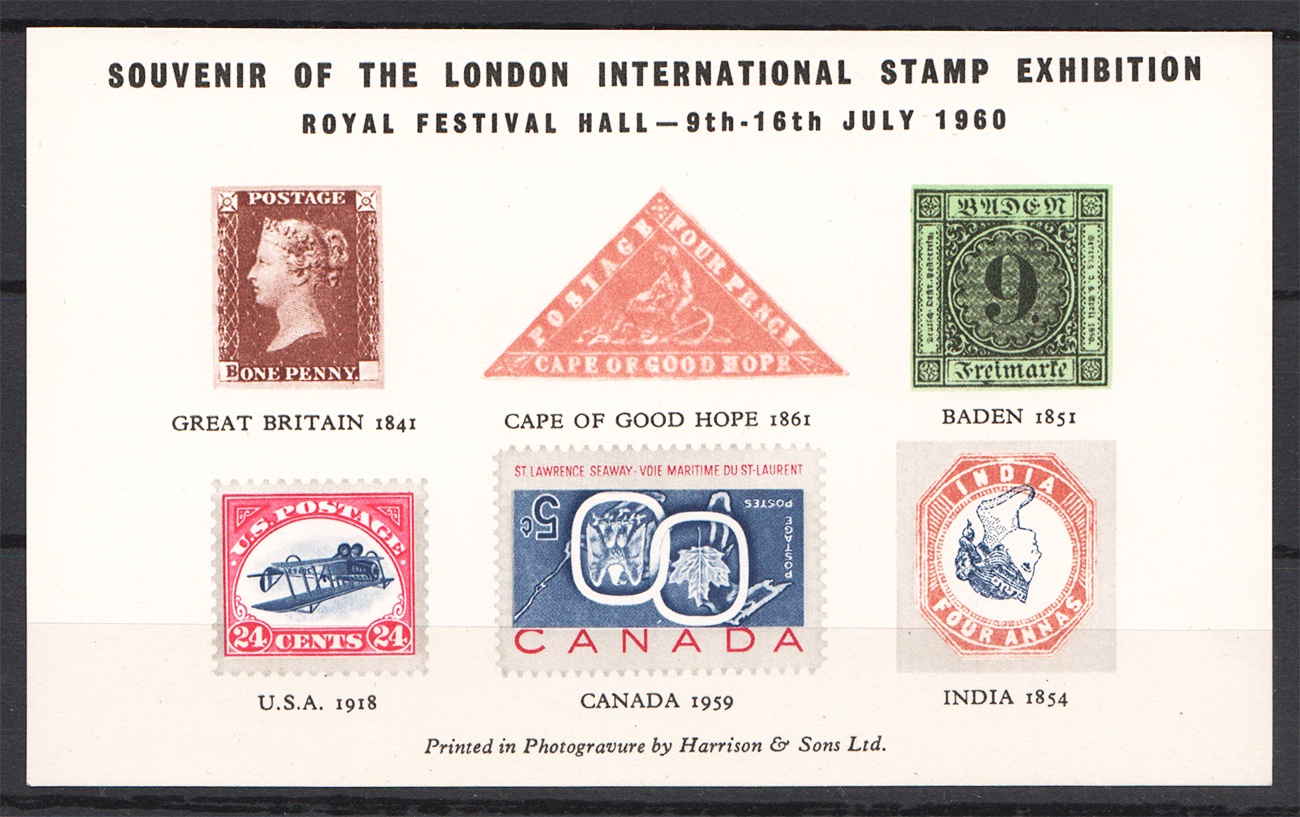 SOUVENIR OF THE LONDON INTERNATIONAL STAMP EXHIBITION
ROYAL FESTIVAL HALL—9th-16th JULY 1960
POSTAGE
B ONE PENNY.
GREAT BRITAIN 1841
POSTAGE
FOUR PENCE
CAPE OF GOOD HOPE
CAPE OF GOOD HOPE 1861
BADEN
9.
Freimarke
BADEN 1851
U.S. POSTAGE
24 CENTS 24
U.S.A. 1918
ST. LAWRENCE SEAWAY · VOIE MARITIME DU ST-LAURENT
5¢
POSTES
POSTAGE
CANADA
CANADA 1959
INDIA
FOUR ANNAS
INDIA 1854
Printed in Photogravure by Harrison & Sons Ltd.